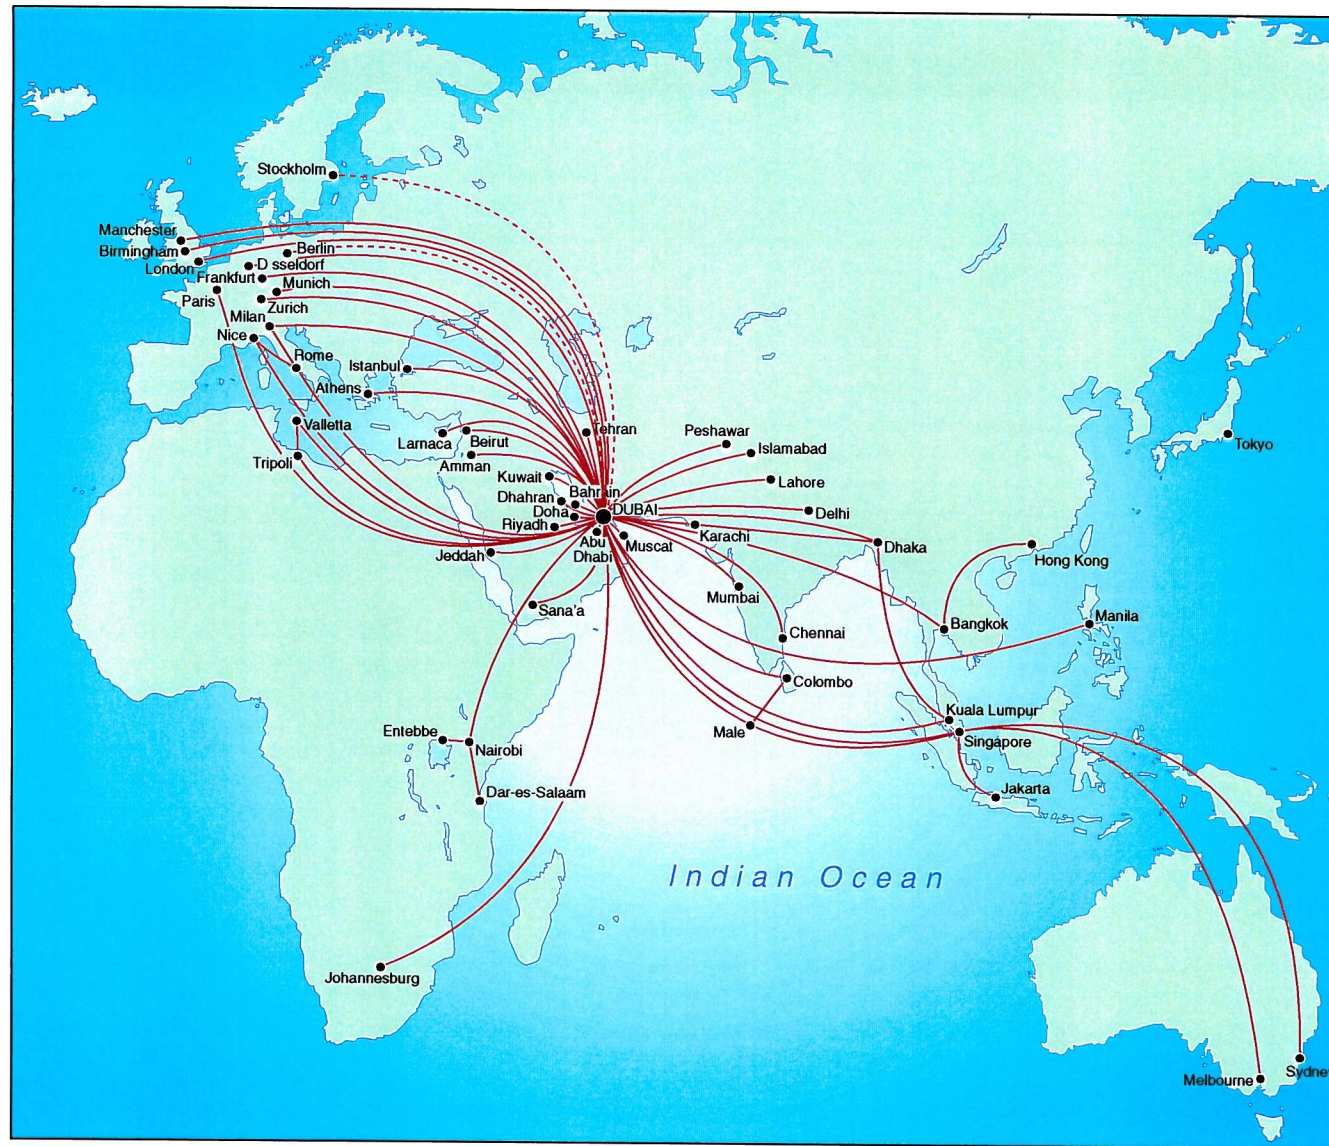 Stockholm
Manchester
Birmingham
London
Berlin
D sseldorf
Frankfurt
Munich
Paris
Zurich
Milan
Nice
Rome
Istanbul
Athens
Valletta
Larnaca
Beirut
Tehran
Tripoli
Amman
Peshawar
Islamabad
Tokyo
Kuwait
Lahore
Dhahran
Bahrain
Doha
DUBAI
Delhi
Riyadh
Karachi
Abu
Dhabi
Muscat
Jeddah
Dhaka
Hong Kong
Mumbai
Sana'a
Manila
Bangkok
Chennai
Colombo
Kuala Lumpur
Entebbe
Male
Singapore
Nairobi
Jakarta
Dar-es-Salaam
Indian Ocean
Johannesburg
Melbourne
Sydne